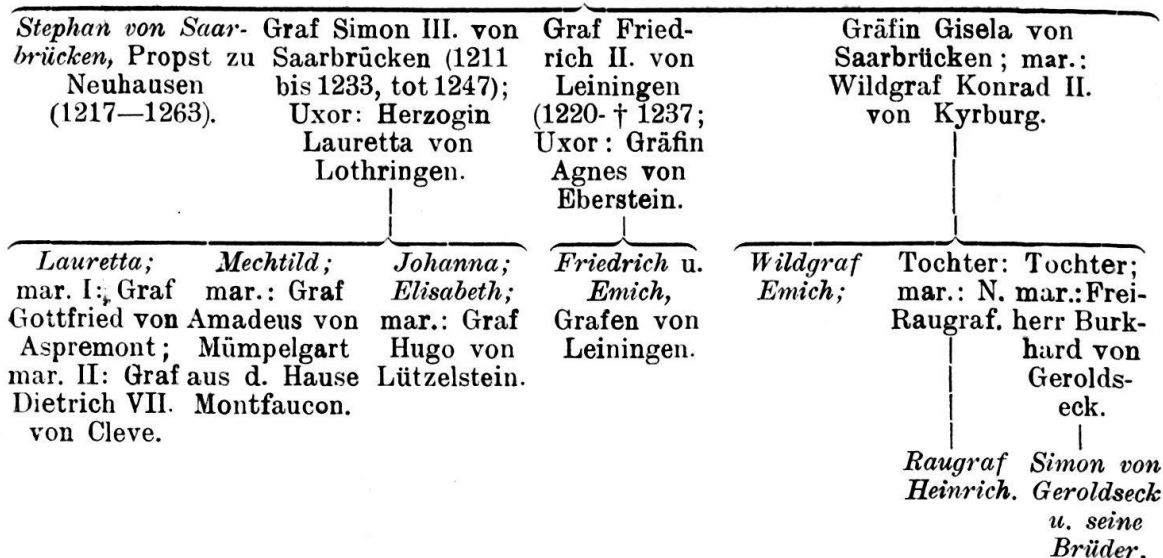 Stephan von Saar-
brücken, Propst zu
Neuhausen
(1217—1263).
Graf Simon III. von
Saarbrücken (1211
bis 1233, tot 1247);
Uxor: Herzogin
Lauretta von
Lothringen.
Graf Fried-
rich II. von
Leiningen
(1220- † 1237;
Uxor: Gräfin
Agnes von
Eberstein.
Gräfin Gisela von
Saarbrücken; mar.:
Wildgraf Konrad II.
von Kyrburg.
Lauretta;
mar. I: Graf
Gottfried von
Aspremont;
mar. II: Graf
Dietrich VII.
von Cleve.
Mechtild;
mar.: Graf
Amadeus von
Mümpelgart
aus d. Hause
Montfaucon.
Johanna;
Elisabeth;
mar.: Graf
Hugo von
Lützelstein.
Friedrich u.
Emich,
Grafen von
Leiningen.
Wildgraf
Emich;
Tochter:
mar.: N.
Raugraf.
Tochter;
mar.: Frei-
herr Burk-
hard von
Gerolds-
eck.
Raugraf
Heinrich.
Simon von
Geroldseck
u. seine
Brüder.